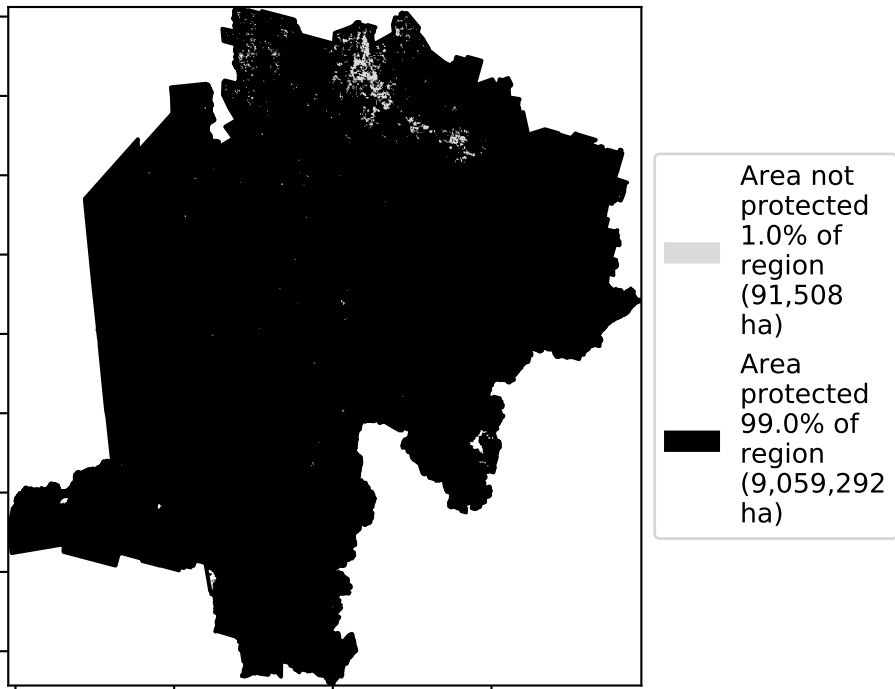 Area not
protected
1.0% of
region
(91,508
ha)
Area
protected
99.0% of
region
(9,059,292
ha)